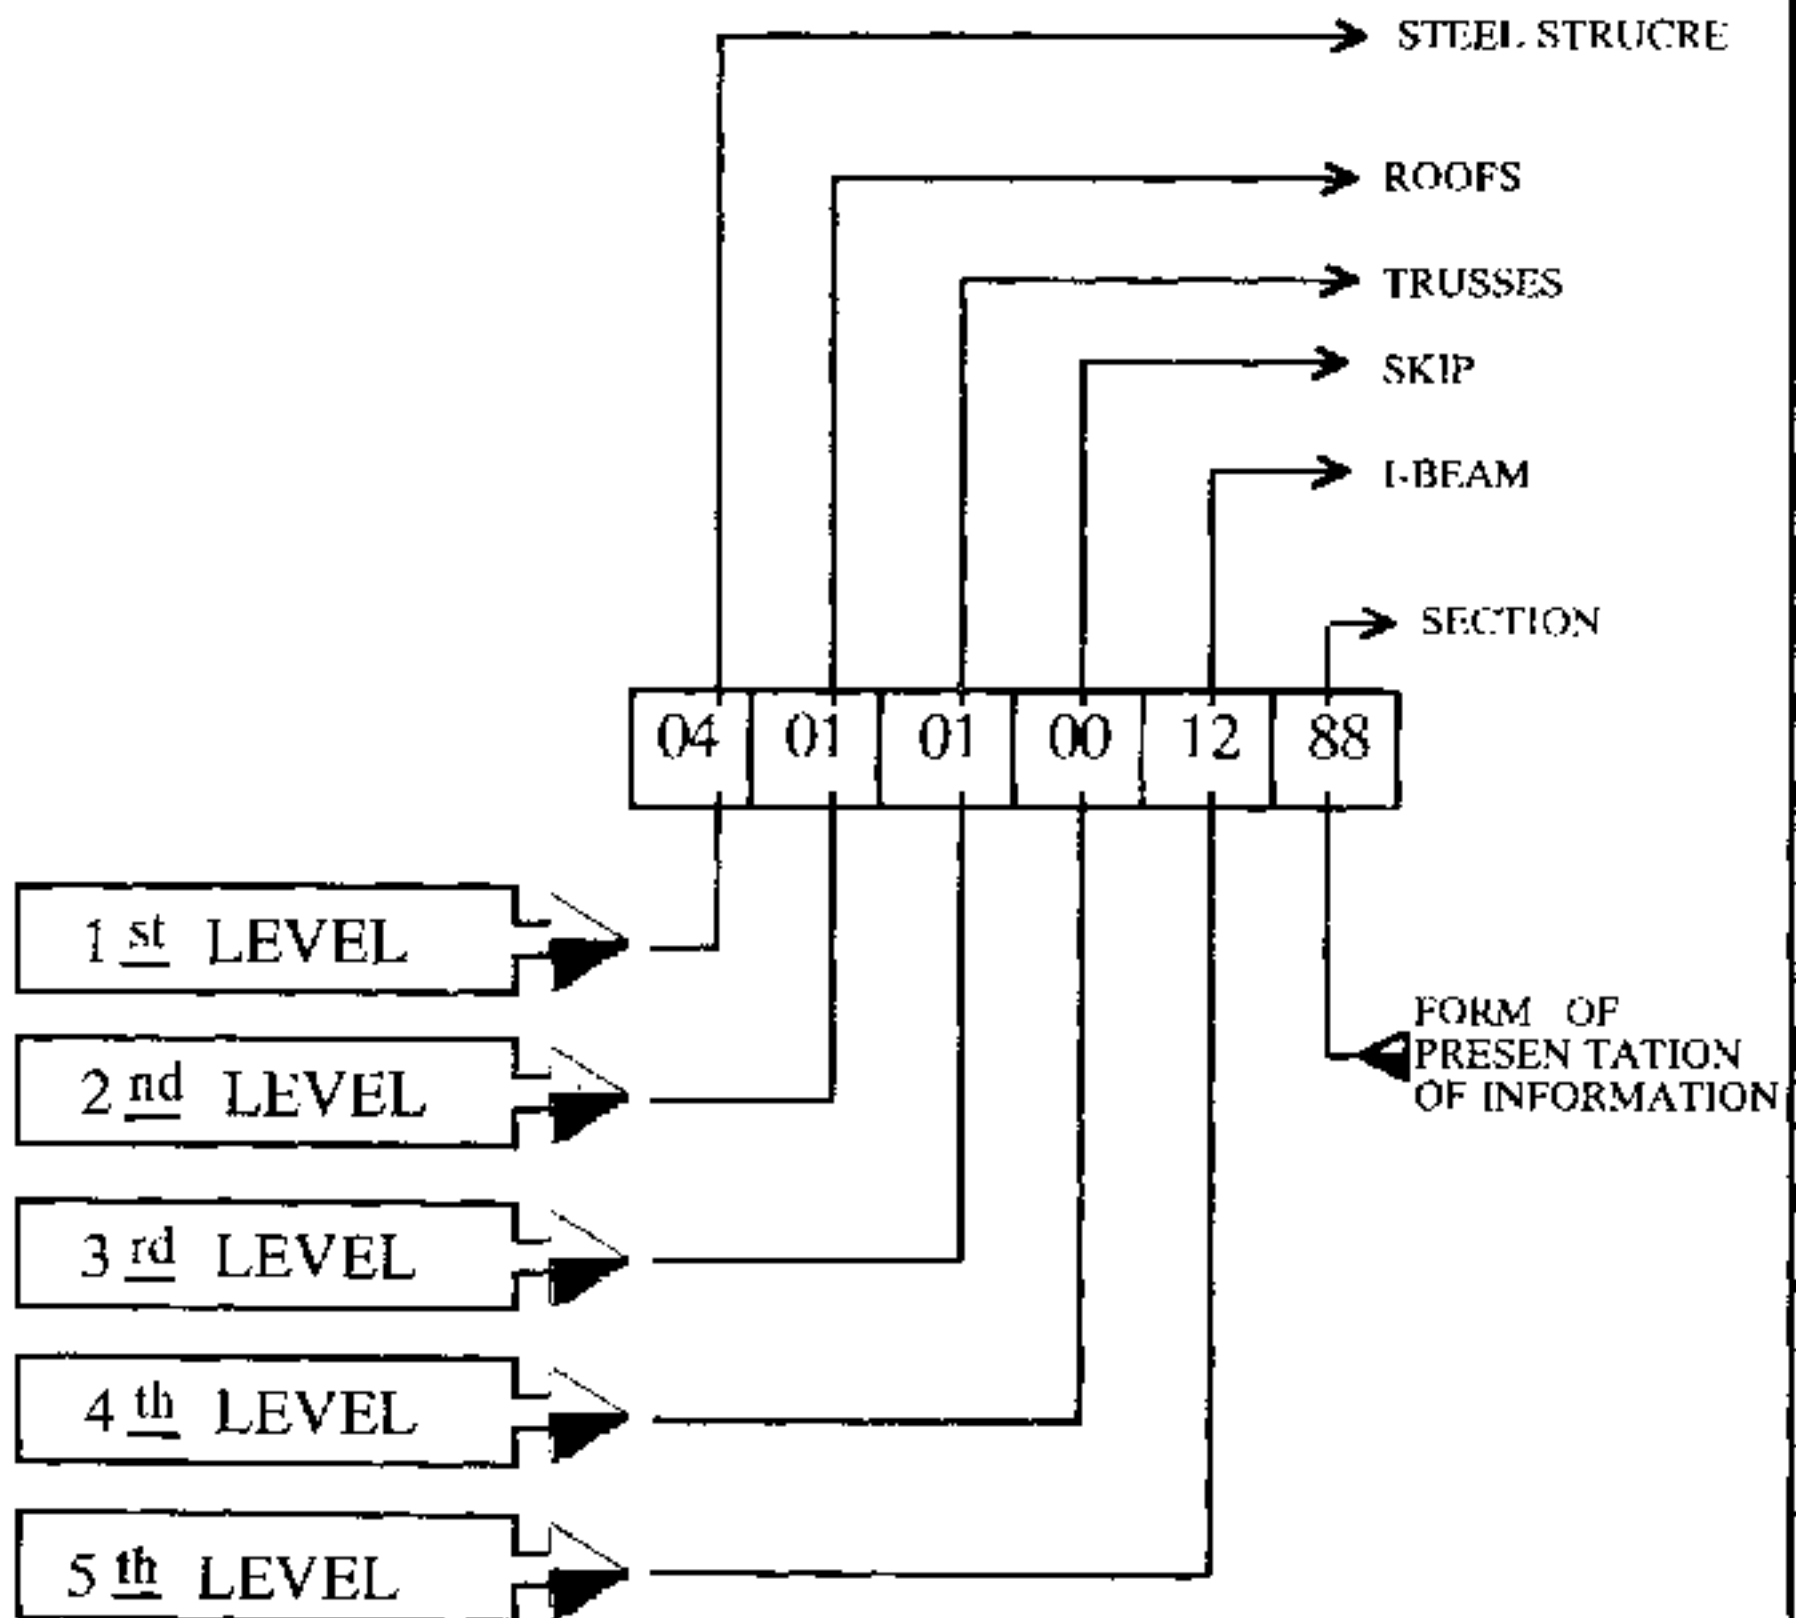 STEEL STRUCRE
ROOFS
TRUSSES
SKIP
I-BEAM
SECTION
04 01 01 00 12 88
1 st LEVEL
2 nd LEVEL
3 rd LEVEL
4 th LEVEL
5 th LEVEL
FORM OF
PRESEN TATION
OF INFORMATION